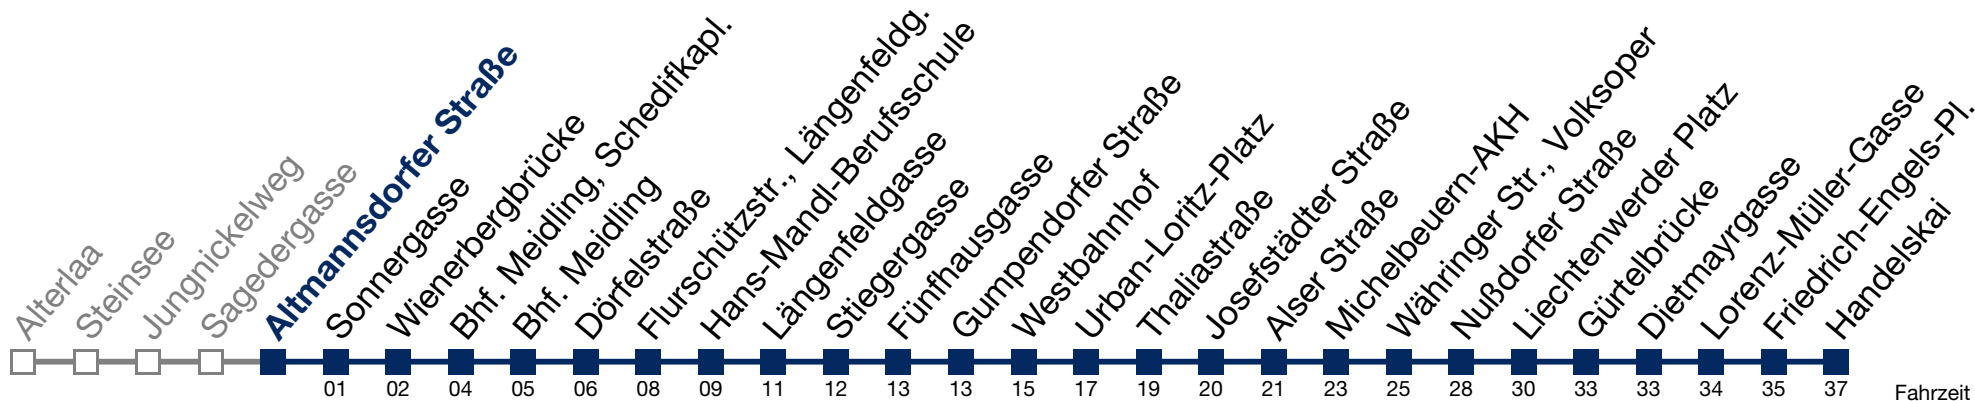 Alterlaa
Steinsee
Jungnickelweg
Sagedergasse
Altmannsdorfer Straße
Sonnergasse
Wienerbergbrücke
Bhf. Meidling, Schedifkapl.
Bhf. Meidling
Dörfelstraße
Flurschützstr., Längenfeldg.
Hans-Mandl-Berufsschule
Längenfeldgasse
Stiegergasse
Fünfhausgasse
Gumpendorfer Straße
Westbahnhof
Urban-Loritz-Platz
Thaliastraße
Josefstädter Straße
Alser Straße
Michelbeuern-AKH
Währinger Str., Volksoper
Nußdorfer Straße
Liechtenwerder Platz
Gürtelbrücke
Dietmayrgasse
Lorenz-Müller-Gasse
Friedrich-Engels-Pl.
Handelskai
01 02 04 05 06 08 09 11 12 13 13 15 17 19 20 21 23 25 28 30 33 33 34 35 37 Fahrzeit